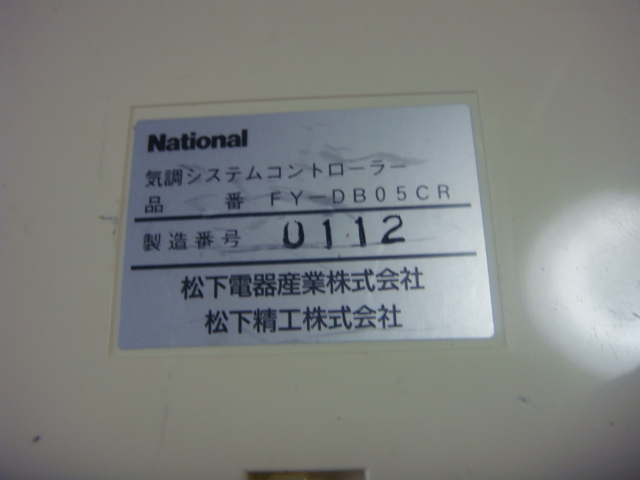 National
気調システムコントローラー
品 番 FY-DB05CR
製造番号 0112
松下電器産業株式会社
松下精工株式会社